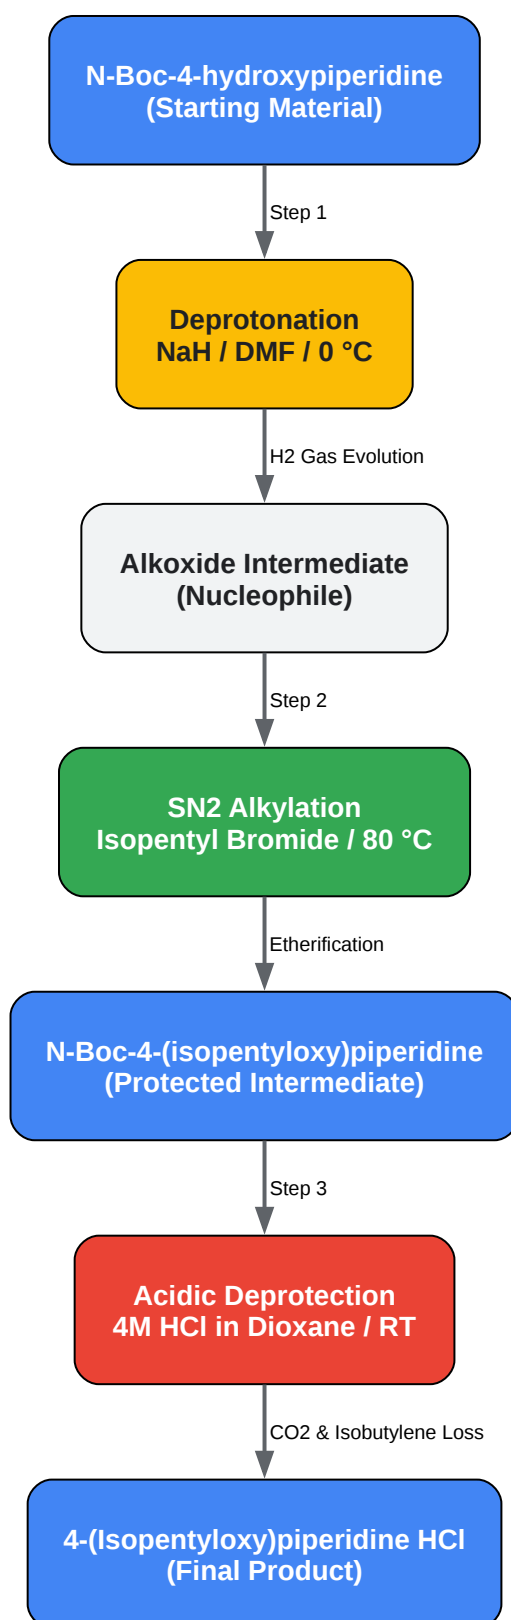 N-Boc-4-hydroxypiperidine
(Starting Material)
Step 1
Deprotonation
NaH / DMF / 0 °C
H2 Gas Evolution
Alkoxide Intermediate
(Nucleophile)
Step 2
SN2 Alkylation
Isopentyl Bromide / 80 °C
Etherification
N-Boc-4-(isopentyloxy)piperidine
(Protected Intermediate)
Step 3
Acidic Deprotection
4M HCl in Dioxane / RT
CO2 & Isobutylene Loss
4-(Isopentyloxy)piperidine HCl
(Final Product)